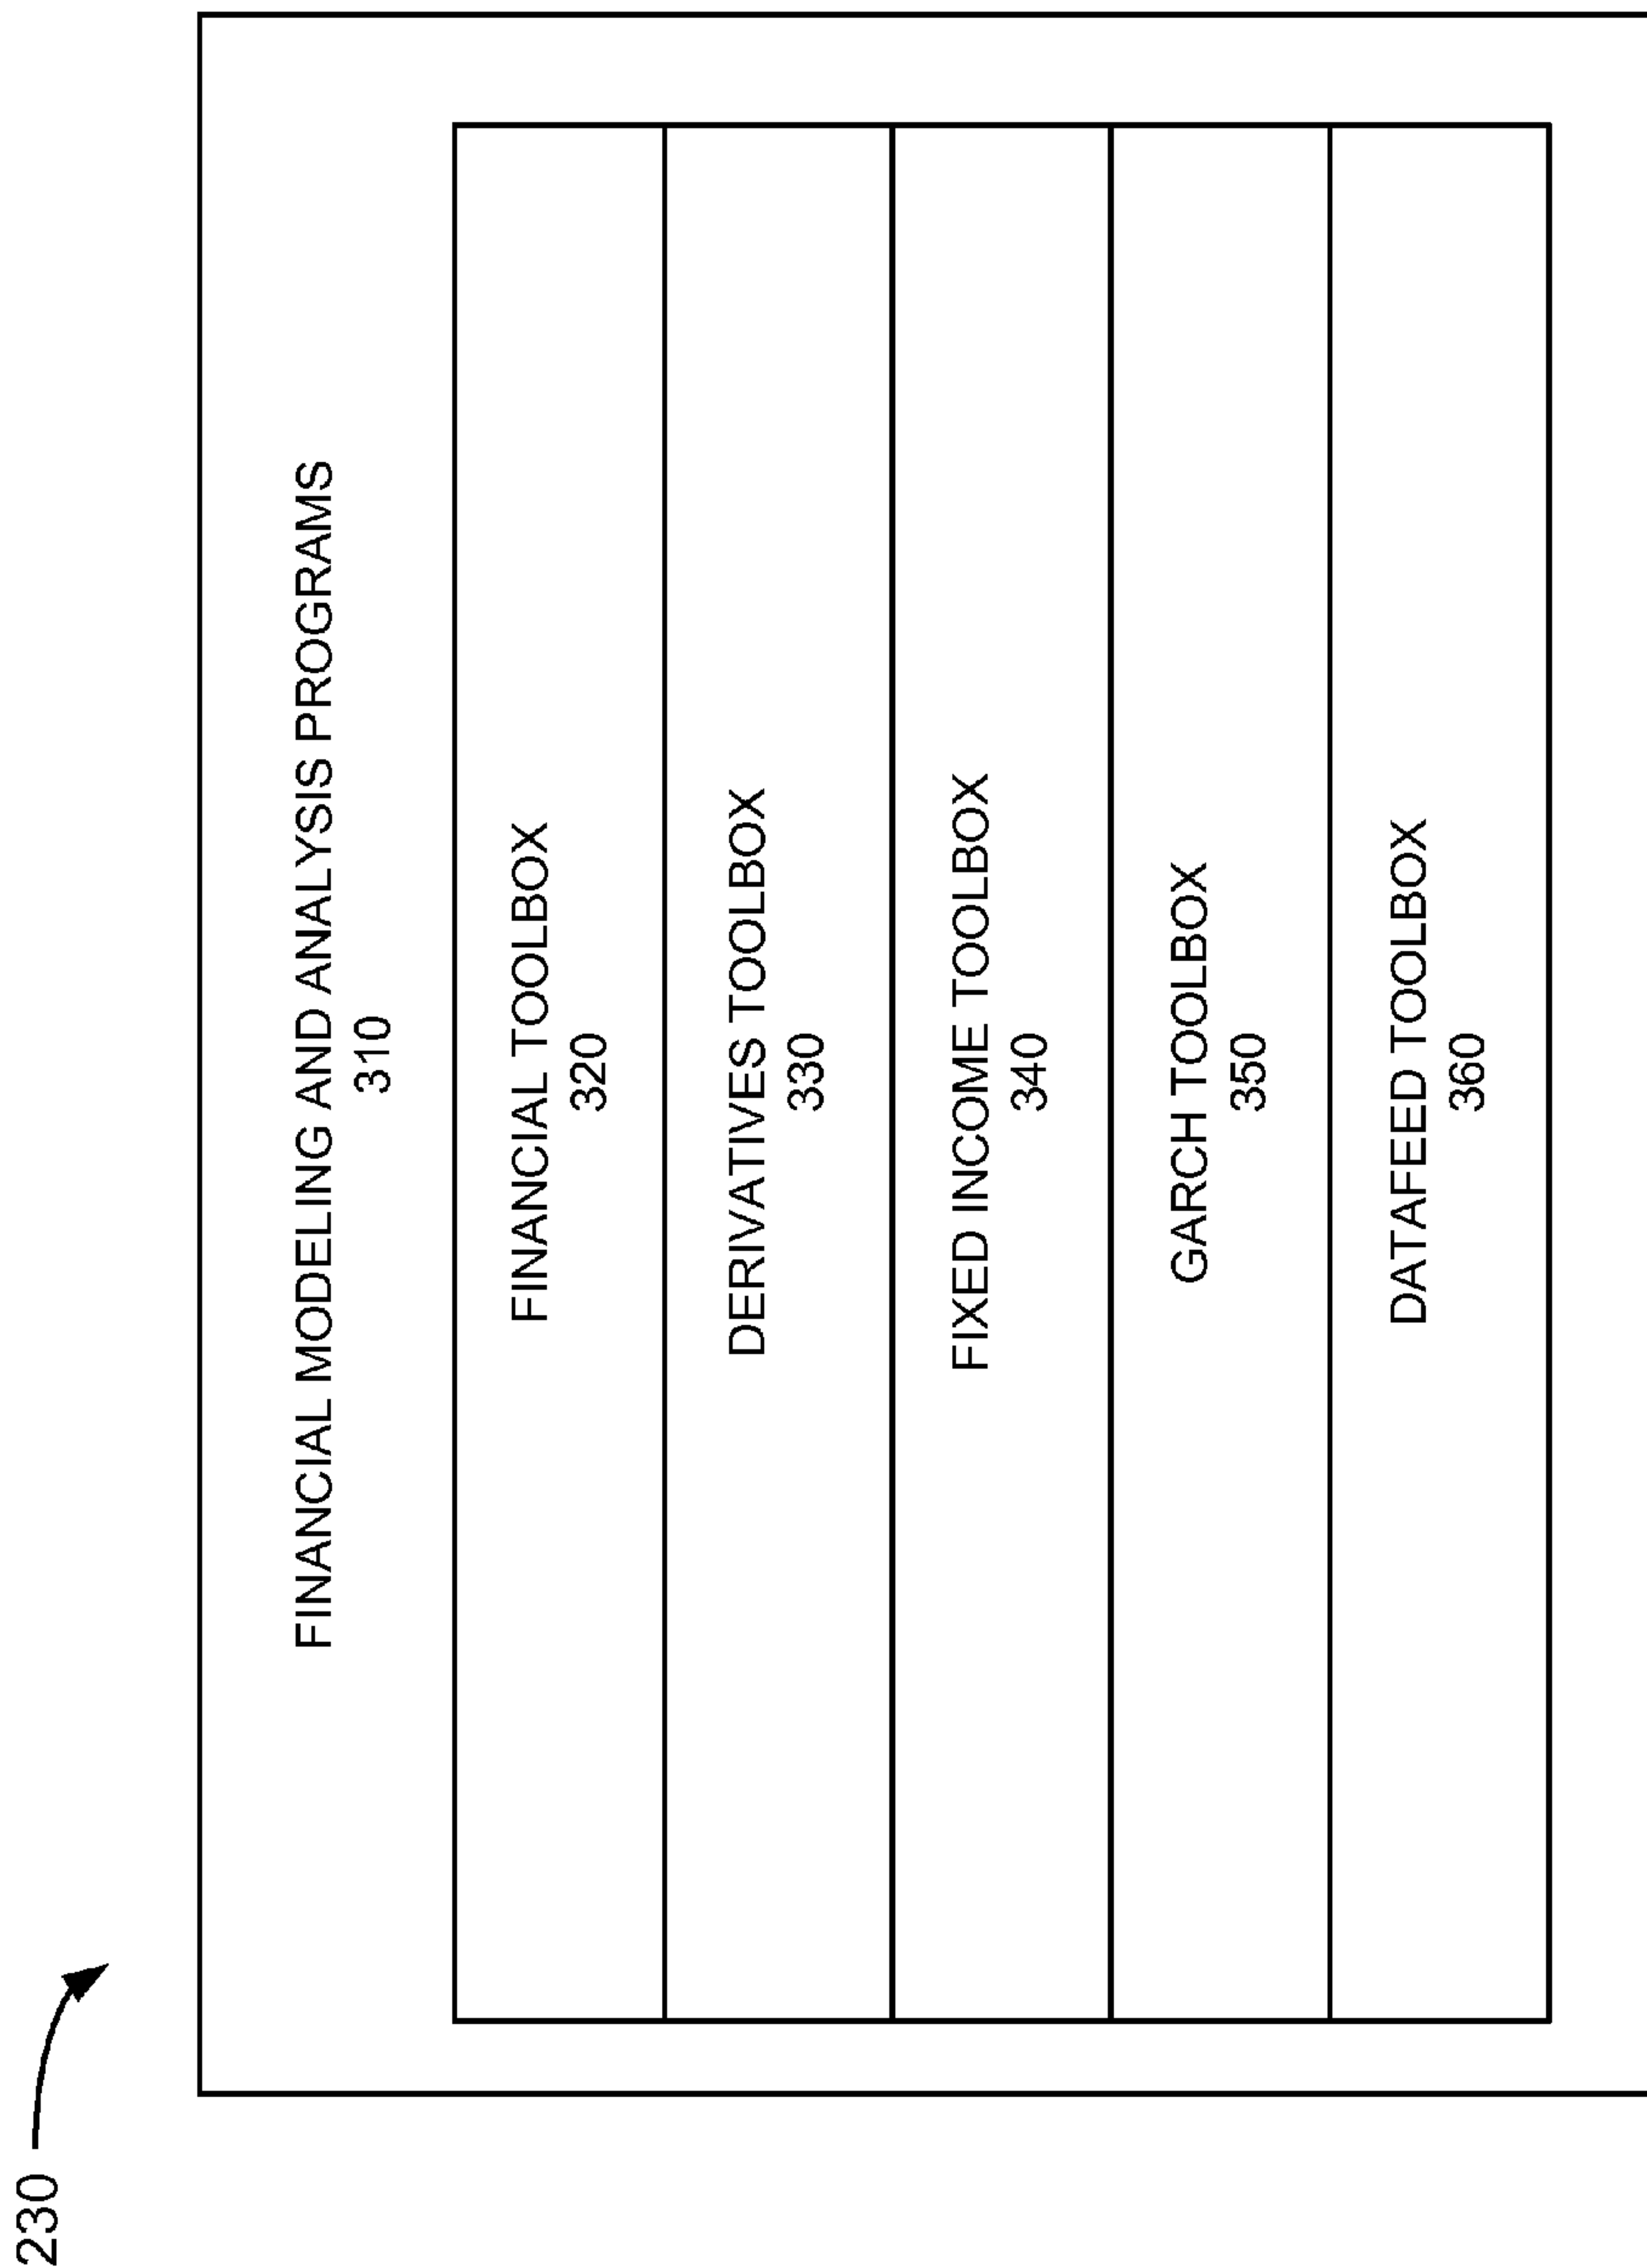 230
FINANCIAL MODELING AND ANALYSIS PROGRAMS
310
FINANCIAL TOOLBOX
320
DERIVATIVES TOOLBOX
330
FIXED INCOME TOOLBOX
340
GARCH TOOLBOX
350
DATAFEED TOOLBOX
360